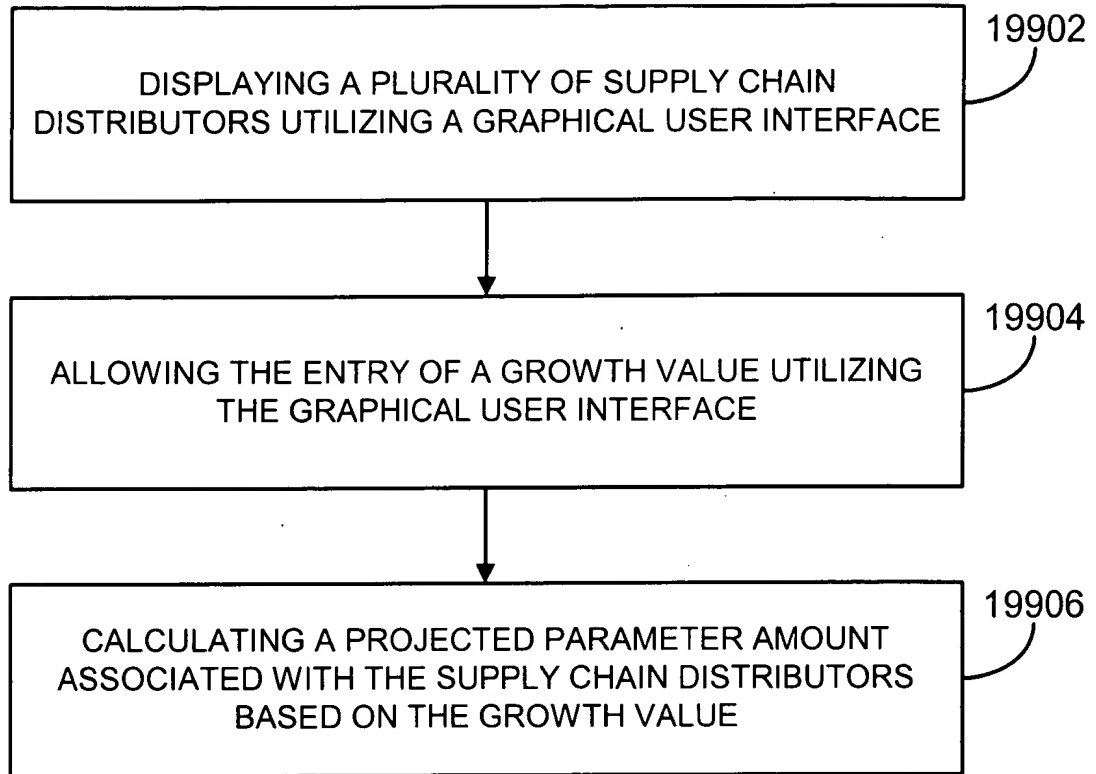 19902
DISPLAYING A PLURALITY OF SUPPLY CHAIN
DISTRIBUTORS UTILIZING A GRAPHICAL USER INTERFACE
19904
ALLOWING THE ENTRY OF A GROWTH VALUE UTILIZING
THE GRAPHICAL USER INTERFACE
19906
CALCULATING A PROJECTED PARAMETER AMOUNT
ASSOCIATED WITH THE SUPPLY CHAIN DISTRIBUTORS
BASED ON THE GROWTH VALUE